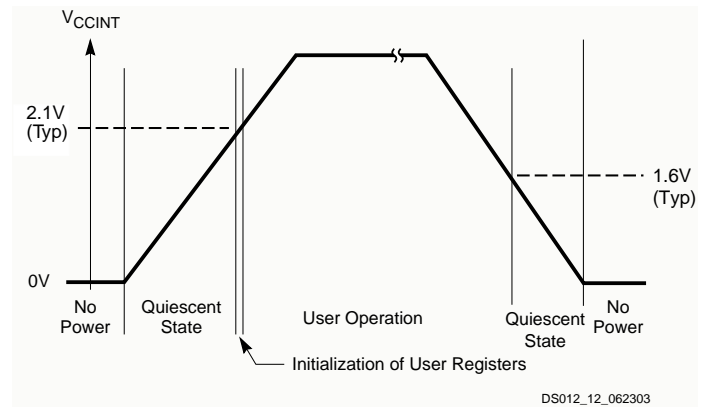 VCCINT
2.1V
(Typ)
1.6V
(Typ)
0V
No
Power
Quiescent
State
User Operation
Quiescent
State
No
Power
Initialization of User Registers
DS012_12_062303